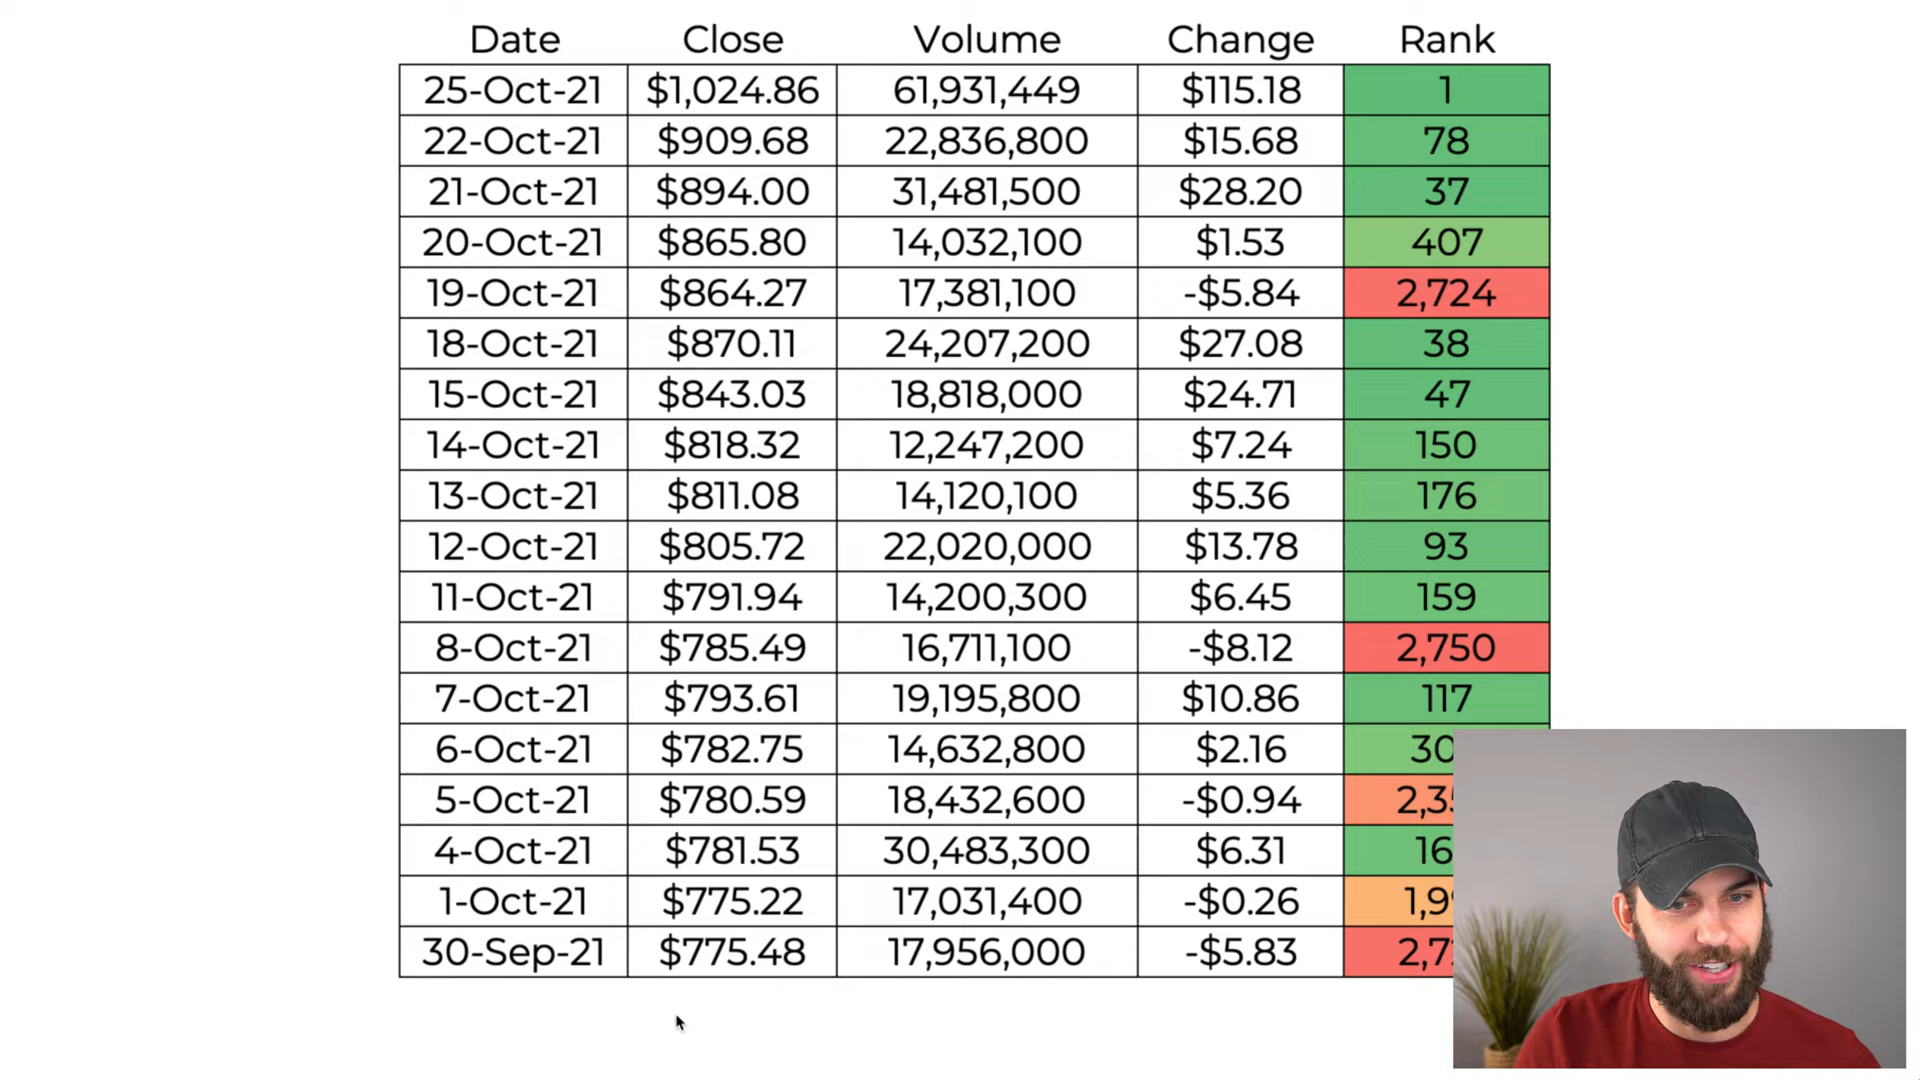 Date Close Volume Change Rank
25-Oct-21 $1,024.86 61,931,449 $115.18 1
22-Oct-21 $909.68 22,836,800 $15.68 78
21-Oct-21 $894.00 31,481,500 $28.20 37
20-Oct-21 $865.80 14,032,100 $1.53 407
19-Oct-21 $864.27 17,381,100 -$5.84 2,724
18-Oct-21 $870.11 24,207,200 $27.08 38
15-Oct-21 $843.03 18,818,000 $24.71 47
14-Oct-21 $818.32 12,247,200 $7.24 150
13-Oct-21 $811.08 14,120,100 $5.36 176
12-Oct-21 $805.72 22,020,000 $13.78 93
11-Oct-21 $791.94 14,200,300 $6.45 159
8-Oct-21 $785.49 16,711,100 -$8.12 2,750
7-Oct-21 $793.61 19,195,800 $10.86 117
6-Oct-21 $782.75 14,632,800 $2.16
5-Oct-21 $780.59 18,432,600 -$0.94
4-Oct-21 $781.53 30,483,300 $6.31
1-Oct-21 $775.22 17,031,400 -$0.26
30-Sep-21 $775.48 17,956,000 -$5.83